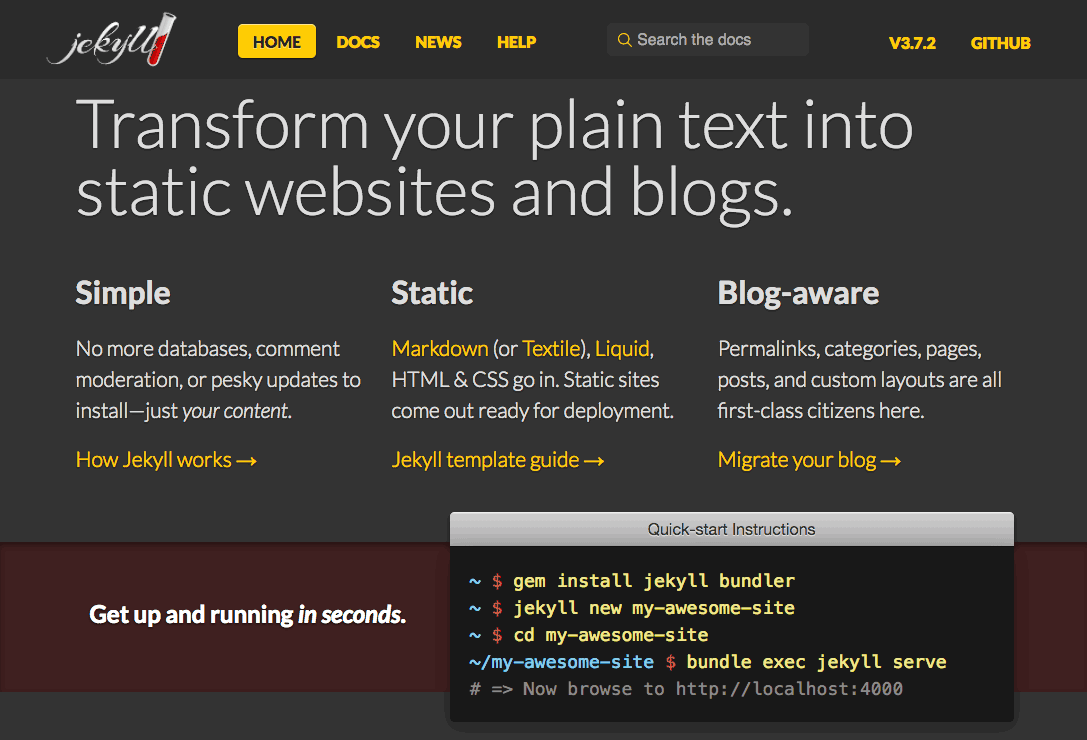 jekyll
HOME
DOCS
NEWS
HELP
Search the docs
V3.7.2
GITHUB
Transform your plain text into
static websites and blogs.
Simple
No more databases, comment
moderation, or pesky updates to
install—just your content.
How Jekyll works →
Static
Markdown (or Textile), Liquid,
HTML & CSS go in. Static sites
come out ready for deployment.
Jekyll template guide →
Blog-aware
Permalinks, categories, pages,
posts, and custom layouts are all
first-class citizens here.
Migrate your blog →
Get up and running in seconds.
Quick-start Instructions
~ $ gem install jekyll bundler
~ $ jekyll new my-awesome-site
~ $ cd my-awesome-site
~/my-awesome-site $ bundle exec jekyll serve
# => Now browse to http://localhost:4000